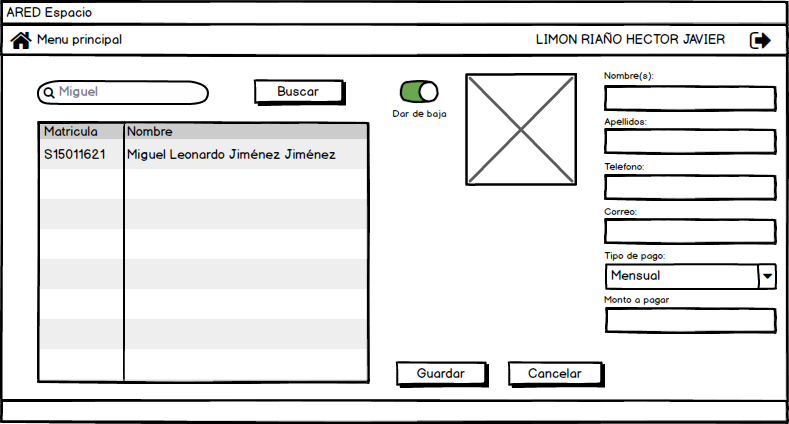 ARED Espacio
Menu principal
LIMON RIAÑO HECTOR JAVIER
Miguel
Buscar
Dar de baja
Matricula
Nombre
S15011621
Miguel Leonardo Jiménez Jiménez
Nombre(s):
Apellidos:
Telefono:
Correo:
Tipo de pago:
Mensual
Monto a pagar
Guardar
Cancelar